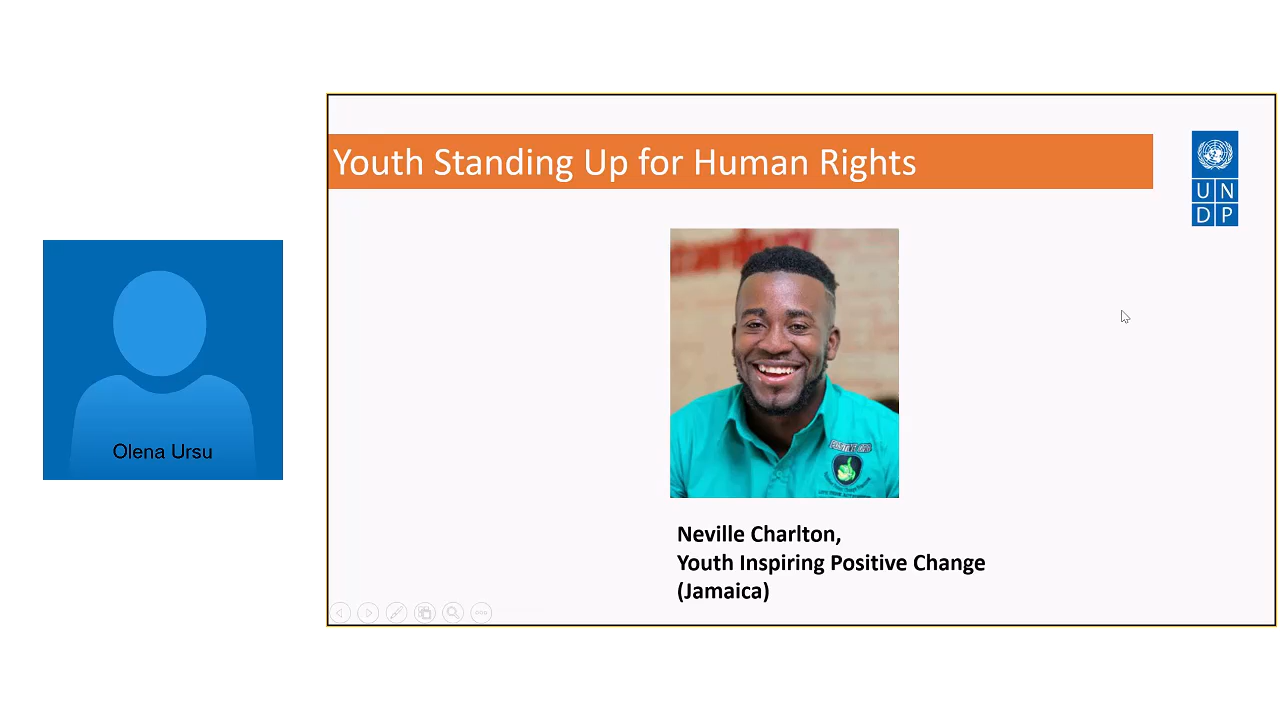 Youth Standing Up for Human Rights
U N
D P
Olena Ursu
Neville Charlton,
Youth Inspiring Positive Change
(Jamaica)